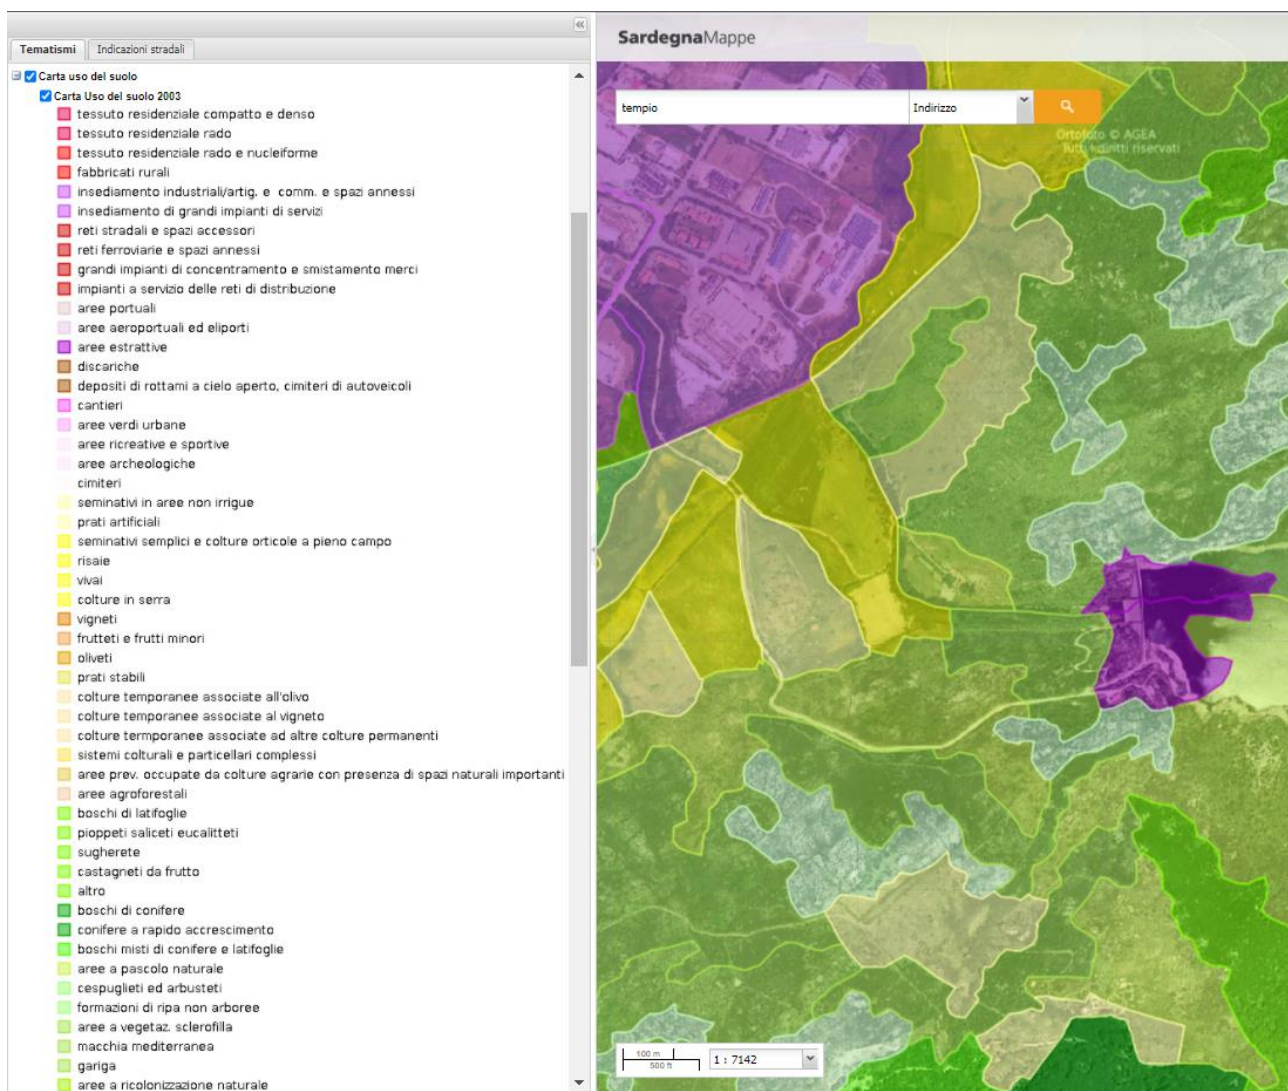 Tematismi
Indicazioni stradali
Carta uso del suolo
Carta Uso del suolo 2003
tessuto residenziale compatto e denso
tessuto residenziale rado
tessuto residenziale rado e nucleiforme
fabbricati rurali
insediamento industriali/artig. e comm. e spazi annessi
insediamento di grandi impianti di servizi
reti stradali e spazi accessori
reti ferroviarie e spazi annessi
grandi impianti di concentramento e smistamento merci
impianti a servizio delle reti di distribuzione
aree portuali
aree aeroportuali ed eliporti
aree estrattive
discariche
depositi di rottami a cielo aperto, cimiteri di autoveicoli
cantieri
aree verdi urbane
aree ricreative e sportive
aree archeologiche
cimiteri
seminativi in aree non irrigue
prati artificiali
seminativi semplici e colture orticole a pieno campo
risaie
vivai
colture in serra
vigneti
frutteti e frutti minori
oliveti
prati stabili
colture temporanee associate all'olivo
colture temporanee associate al vigneto
colture termporanee associate ad altre colture permanenti
sistemi colturali e particellari complessi
aree prev. occupate da colture agrarie con presenza di spazi naturali importanti
aree agroforestali
boschi di latifoglie
pioppeti saliceti eucalitteti
sugherete
castagneti da frutto
altro
boschi di conifere
conifere a rapido accrescimento
boschi misti di conifere e latifoglie
aree a pascolo naturale
cespuglieti ed arbusteti
formazioni di ripa non arboree
aree a vegetaz. sclerofilla
macchia mediterranea
gariga
aree a ricolonizzazione naturale
SardegnaMappe
tempio
Indirizzo
Ortofoto © AGEA
Tutti i diritti riservati
100 m
500 ft
1 : 7142